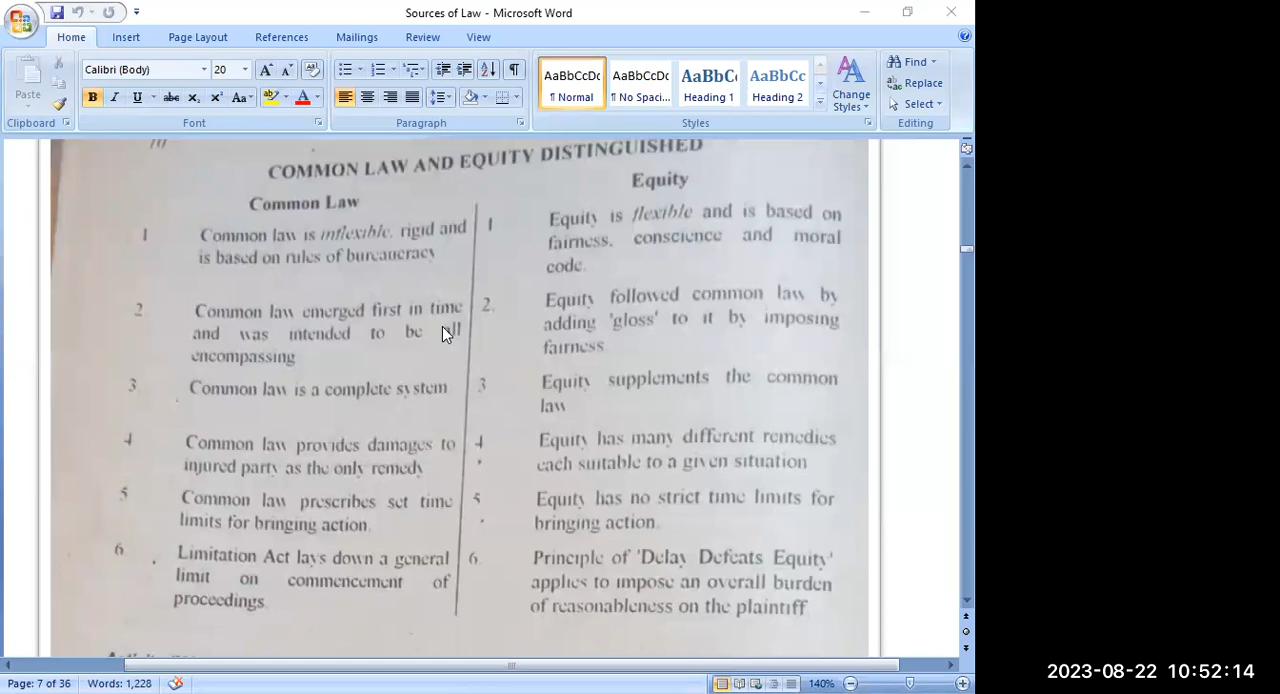 Sources of Law - Microsoft Word
Home Insert Page Layout References Mailings Review View
Calibri (Body) 20
Paste
B I U abc X₂ X² Aa
AaBbCcDc AaBbCcDc AaBbC AaBbCc
¶ Normal ¶ No Spaci... Heading 1 Heading 2
Change Styles
Find
Replace
Select
Clipboard Font Paragraph Styles Editing
COMMON LAW AND EQUITY DISTINGUISHED
Common Law
1 Common law is inflexible, rigid and
is based on rules of bureaucracy
2 Common law emerged first in time
and was intended to be all
encompassing
3. Common law is a complete system
4 Common law provides damages to
injured party as the only remedy
5 Common law prescribes set time
limits for bringing action.
6 Limitation Act lays down a general
limit on commencement of
proceedings.
Equity
1 Equity is flexible and is based on
fairness, conscience and moral
code.
2. Equity followed common law by
adding 'gloss' to it by imposing
fairness
3 Equity supplements the common
law
4 Equity has many different remedies
each suitable to a given situation
5 Equity has no strict time limits for
bringing action.
6. Principle of 'Delay Defeats Equity'
applies to impose an overall burden
of reasonableness on the plaintiff
Page: 7 of 36 Words: 1,228 140%
2023-08-22 10:52:14